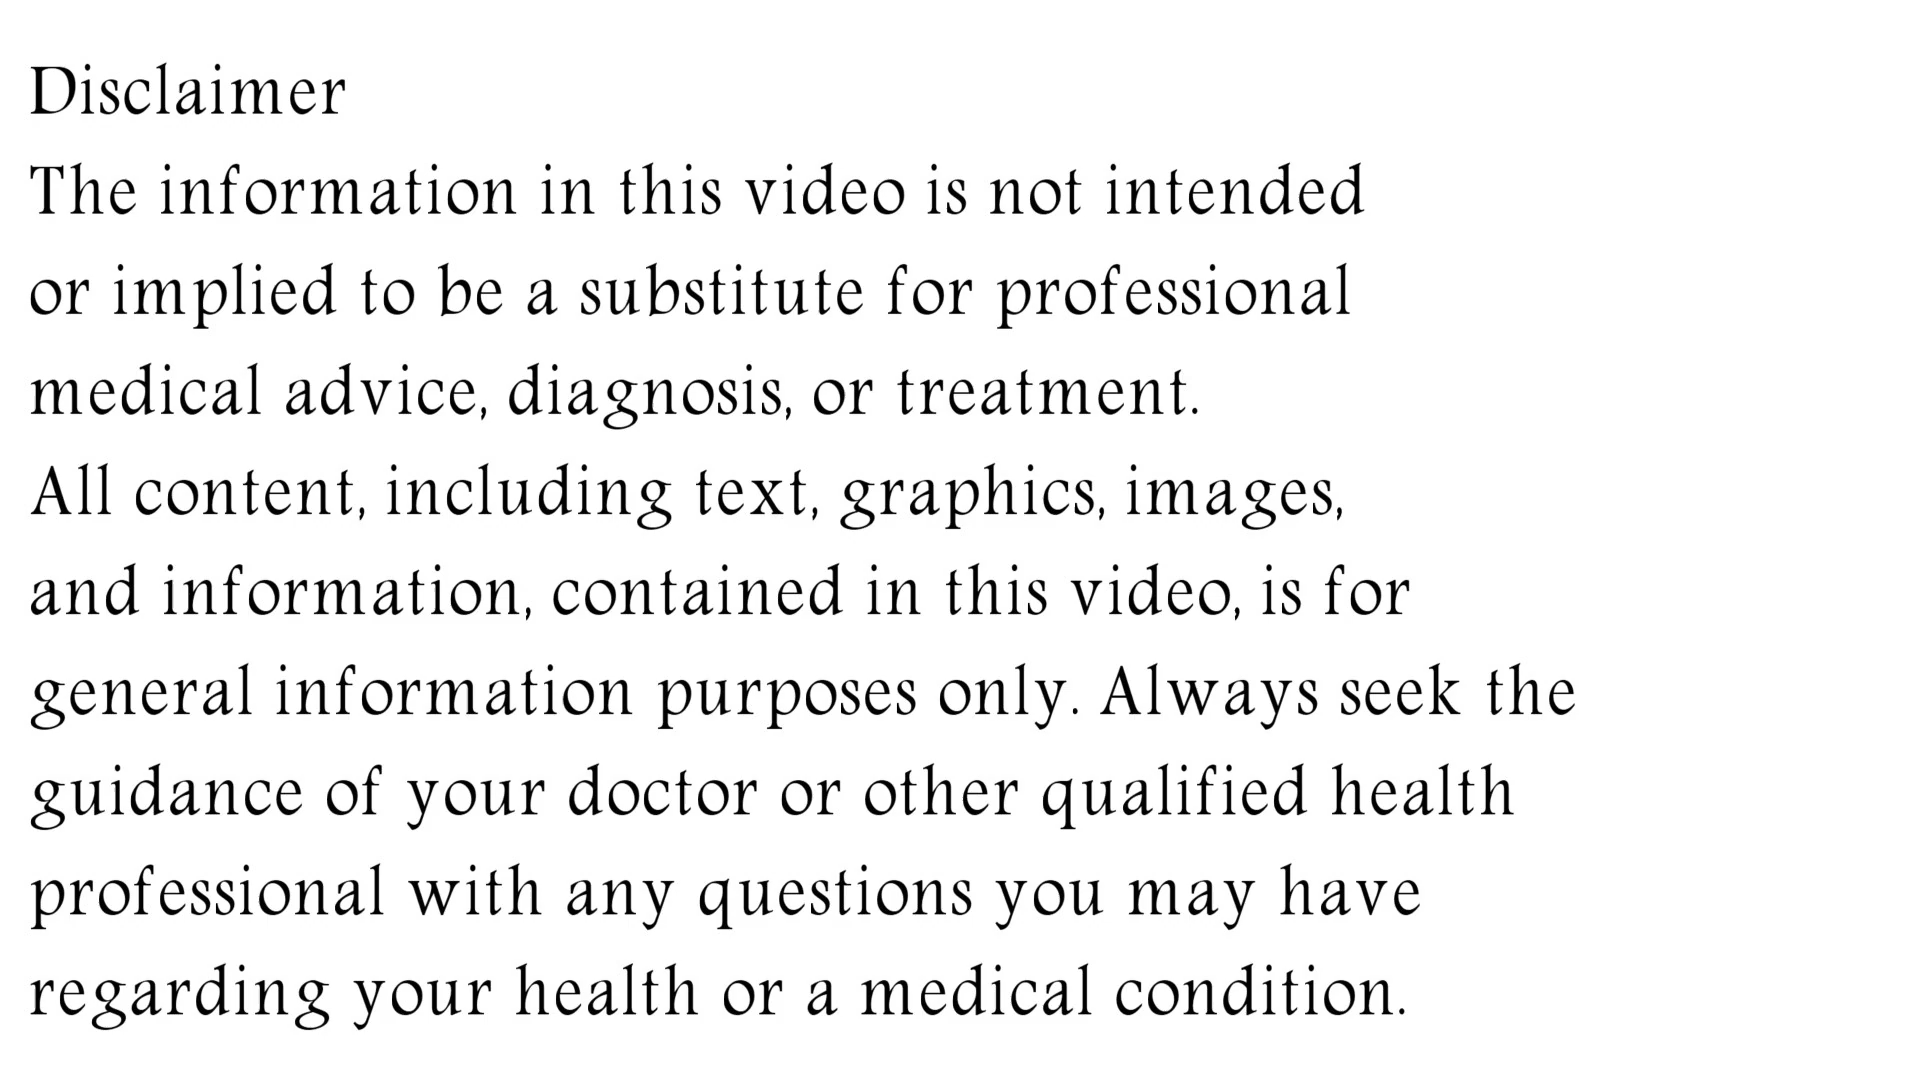 Disclaimer
The information in this video is not intended
or implied to be a substitute for professional
medical advice, diagnosis, or treatment.
All content, including text, graphics, images,
and information, contained in this video, is for
general information purposes only. Always seek the
guidance of your doctor or other qualified health
professional with any questions you may have
regarding your health or a medical condition.